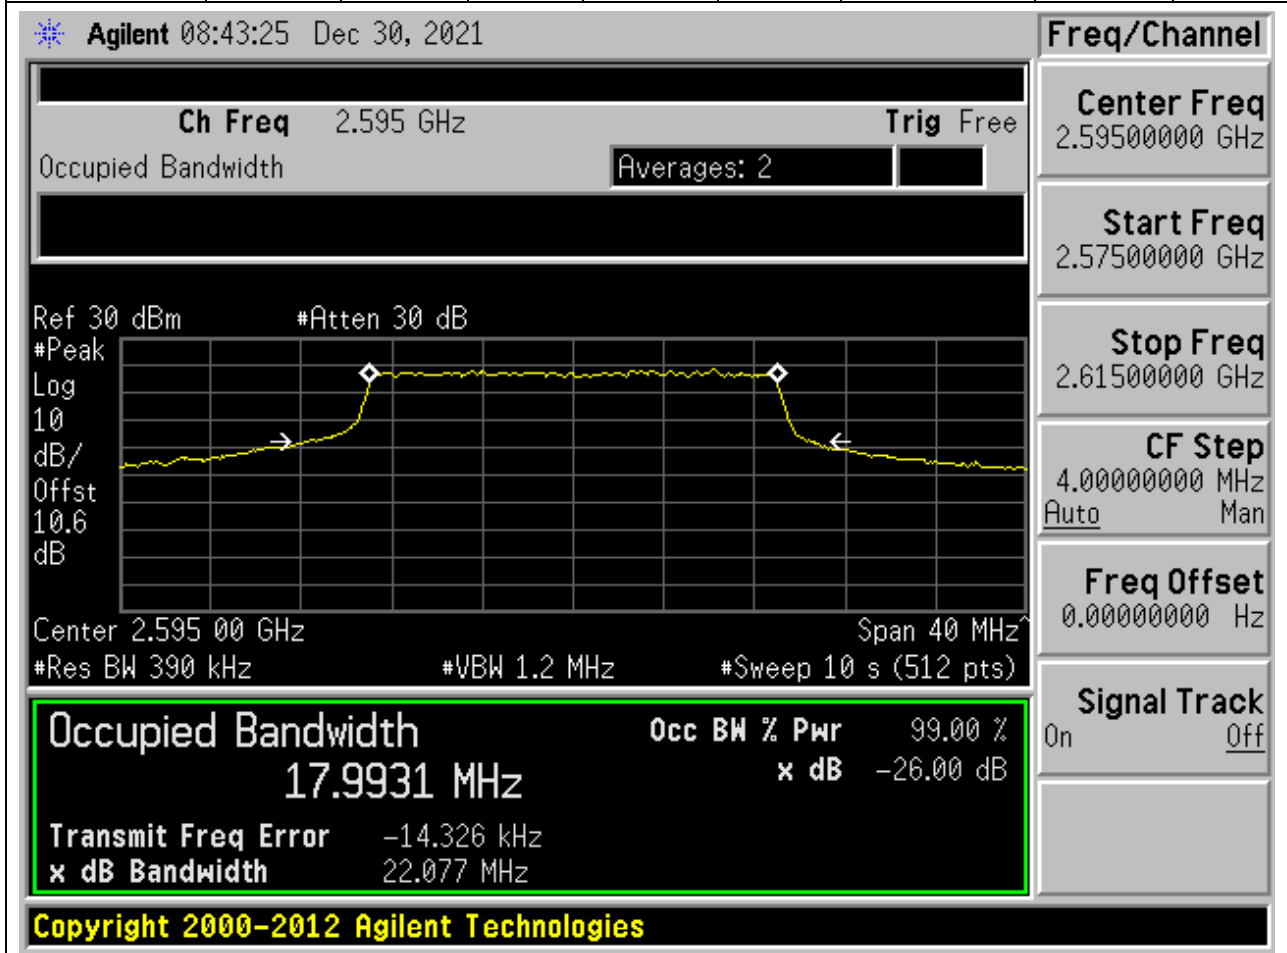 Agilent 08:43:25 Dec 30, 2021
Freq/Channel
Ch Freq 2.595 GHz Trig Free
Occupied Bandwidth Averages: 2
Center Freq
2.59500000 GHz
Start Freq
2.57500000 GHz
Stop Freq
2.61500000 GHz
CF Step
4.00000000 MHz
Auto Man
Freq Offset
0.00000000 Hz
Signal Track
On Off
Ref 30 dBm #Atten 30 dB
#Peak
Log
10
dB/
Offst
10.6
dB
Center 2.595 00 GHz Span 40 MHz^
#Res BW 390 kHz #VBW 1.2 MHz #Sweep 10 s (512 pts)
Occupied Bandwidth Occ BW % Pwr 99.00 %
17.9931 MHz x dB -26.00 dB
Transmit Freq Error -14.326 kHz
x dB Bandwidth 22.077 MHz
Copyright 2000-2012 Agilent Technologies